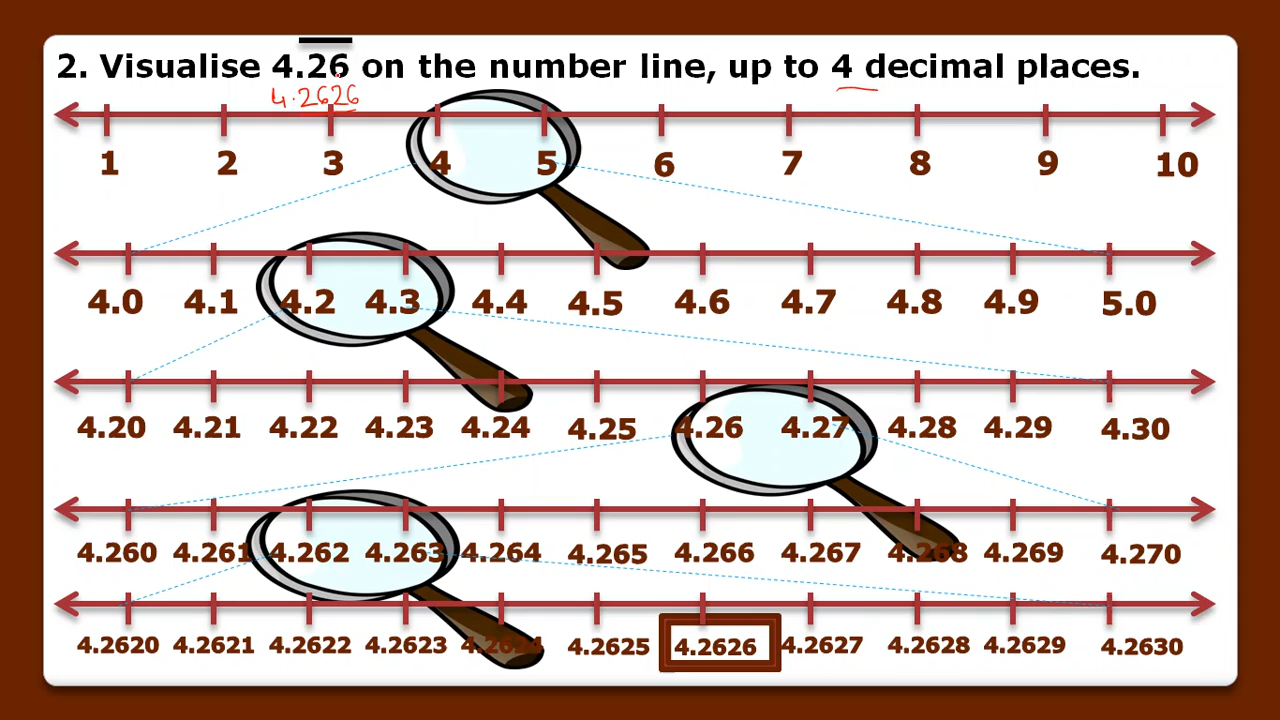 2. Visualise 4.2̅6̅ on the number line, up to 4 decimal places.
4.2626
1 2 3 4 5 6 7 8 9 10
4.0 4.1 4.2 4.3 4.4 4.5 4.6 4.7 4.8 4.9 5.0
4.20 4.21 4.22 4.23 4.24 4.25 4.26 4.27 4.28 4.29 4.30
4.260 4.261 4.262 4.263 4.264 4.265 4.266 4.267 4.268 4.269 4.270
4.2620 4.2621 4.2622 4.2623 4.2624 4.2625 4.2626 4.2627 4.2628 4.2629 4.2630